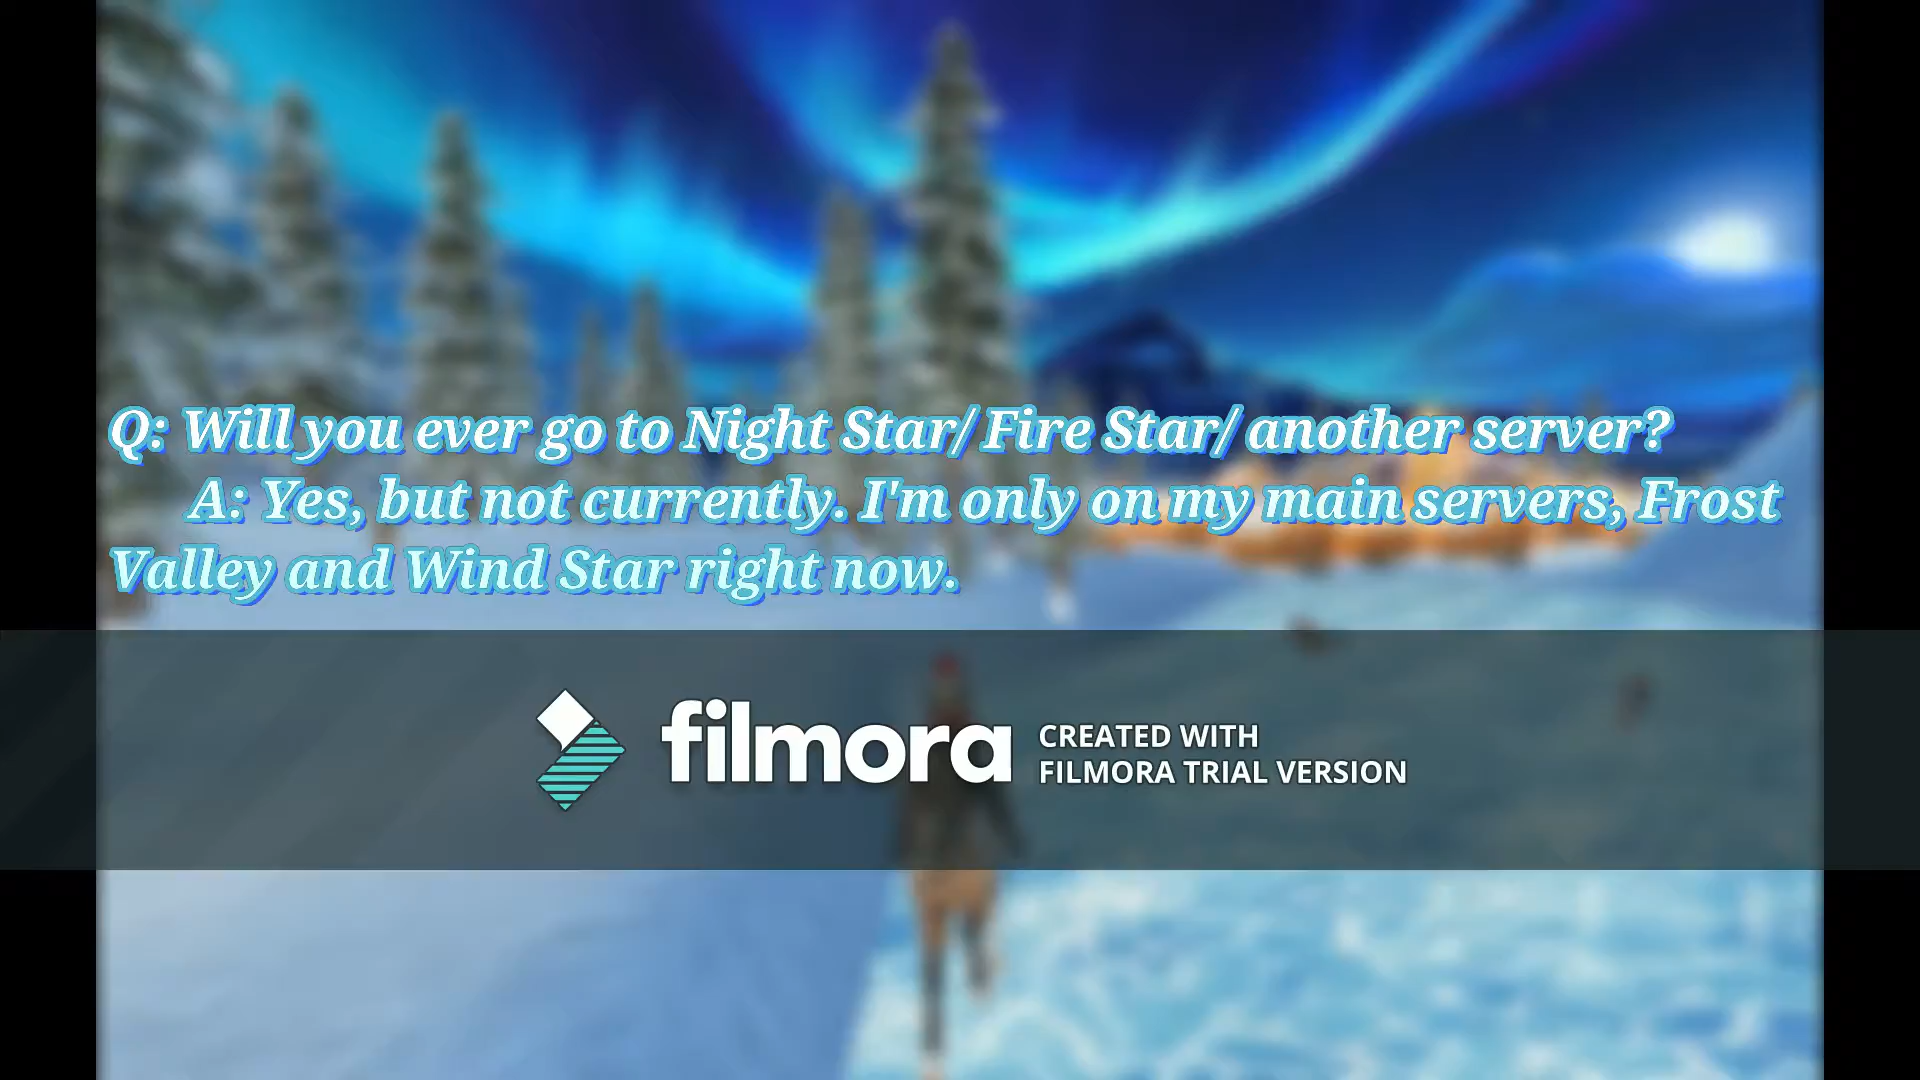 Q: Will you ever go to Night Star/ Fire Star/ another server?
A: Yes, but not currently. I'm only on my main servers, Frost
Valley and Wind Star right now.
filmora
CREATED WITH
FILMORA TRIAL VERSION